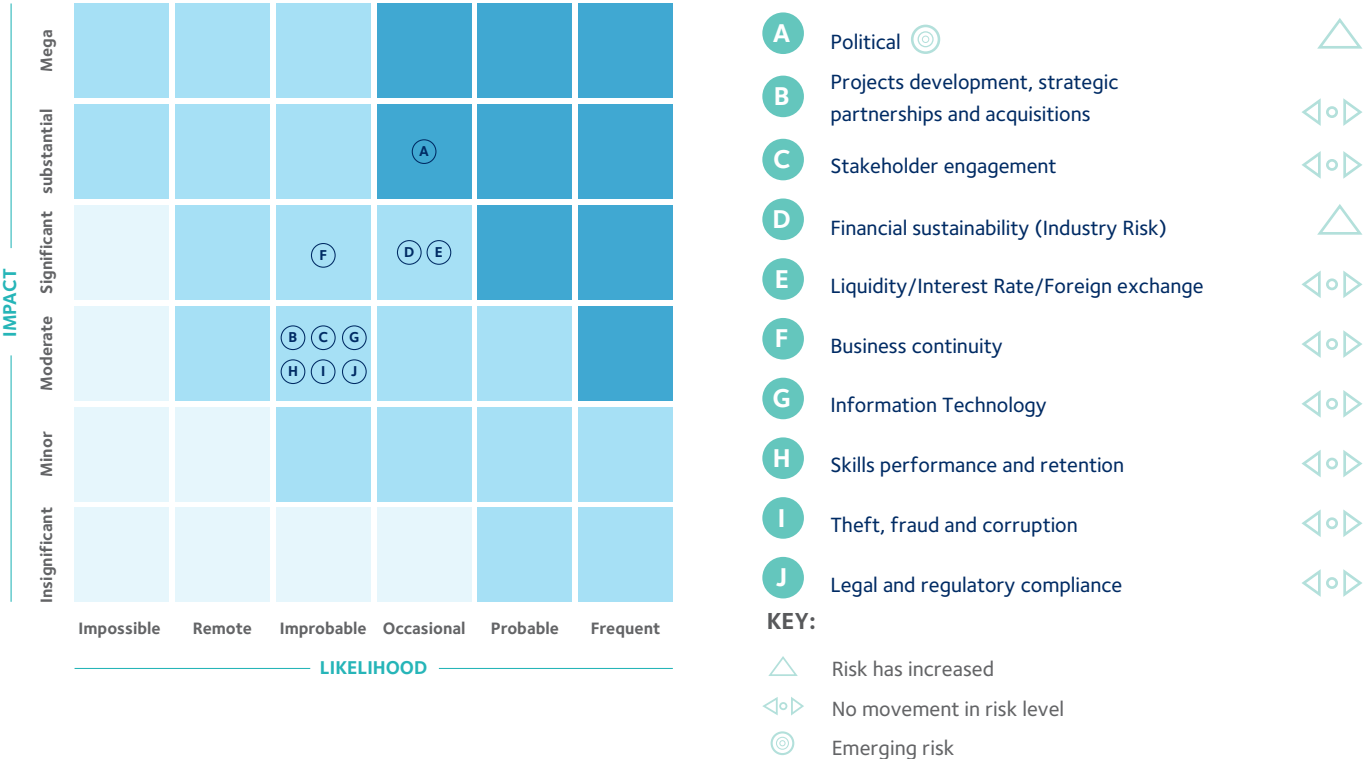 IMPACT
Mega
substantial
Significant
Moderate
Minor
Insignificant
A
F
D E
B C G
H I J
Impossible Remote Improbable Occasional Probable Frequent
LIKELIHOOD
A Political
B Projects development, strategic
partnerships and acquisitions
C Stakeholder engagement
D Financial sustainability (Industry Risk)
E Liquidity/Interest Rate/Foreign exchange
F Business continuity
G Information Technology
H Skills performance and retention
I Theft, fraud and corruption
J Legal and regulatory compliance
KEY:
Risk has increased
No movement in risk level
Emerging risk